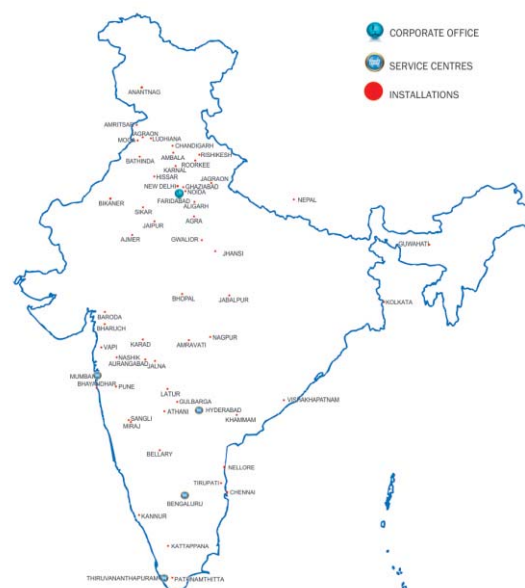 CORPORATE OFFICE
SERVICE CENTRES
INSTALLATIONS
ANANTNAG
AMRITSAR
JAGRAON
MOGA LUDHIANA
CHANDIGARH
AMBALA RISHIKESH
BATHINDA ROORKEE
KARNAL
HISSAR JAGRAON
NEW DELHI GHAZIABAD
NOIDA
BIKANER FARIDABAD NEPAL
ALIGARH
SIKAR
JAIPUR AGRA
AJMER GWALIOR
GUWAHATI
JHANSI
BHOPAL JABALPUR
KOLKATA
BARODA
BHARUCH
NAGPUR
VAPI KARAD AMRAVATI
NASHIK
AURANGABAD JALNA
MUMBAI
BHAYANDHAR PUNE
LATUR
GULBARGA VISHAKHAPATNAM
ATHANI HYDERABAD
SANGLI KHAMMAM
MIRAJ
BELLARY
NELLORE
TIRUPATI
CHENNAI
BENGALURU
KANNUR
KATTAPPANA
THIRUVANANTHAPURAM PATHNAMTHITTA